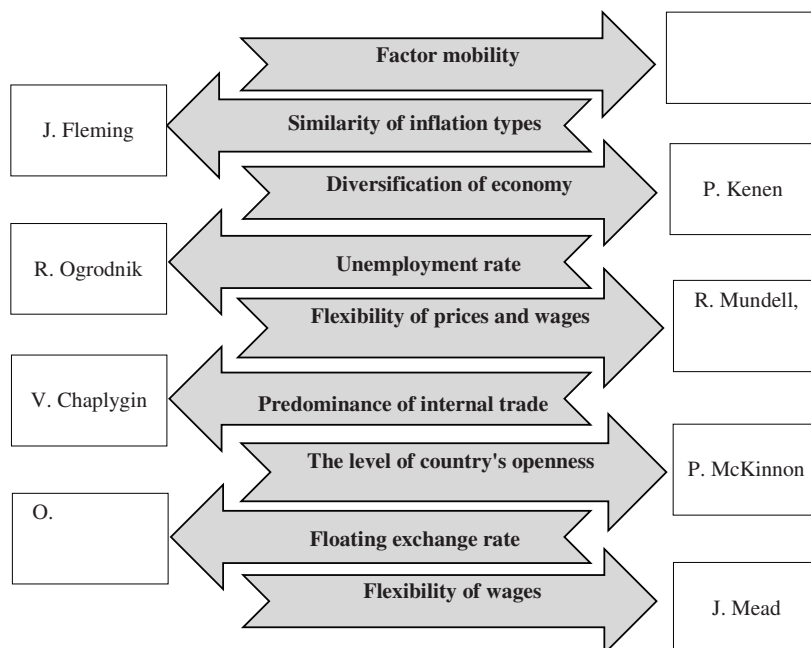 Factor mobility
J. Fleming
Similarity of inflation types
Diversification of economy
P. Kenen
R. Ogrodnik
Unemployment rate
Flexibility of prices and wages
R. Mundell,
V. Chaplygin
Predominance of internal trade
The level of country's openness
P. McKinnon
O.
Floating exchange rate
Flexibility of wages
J. Mead